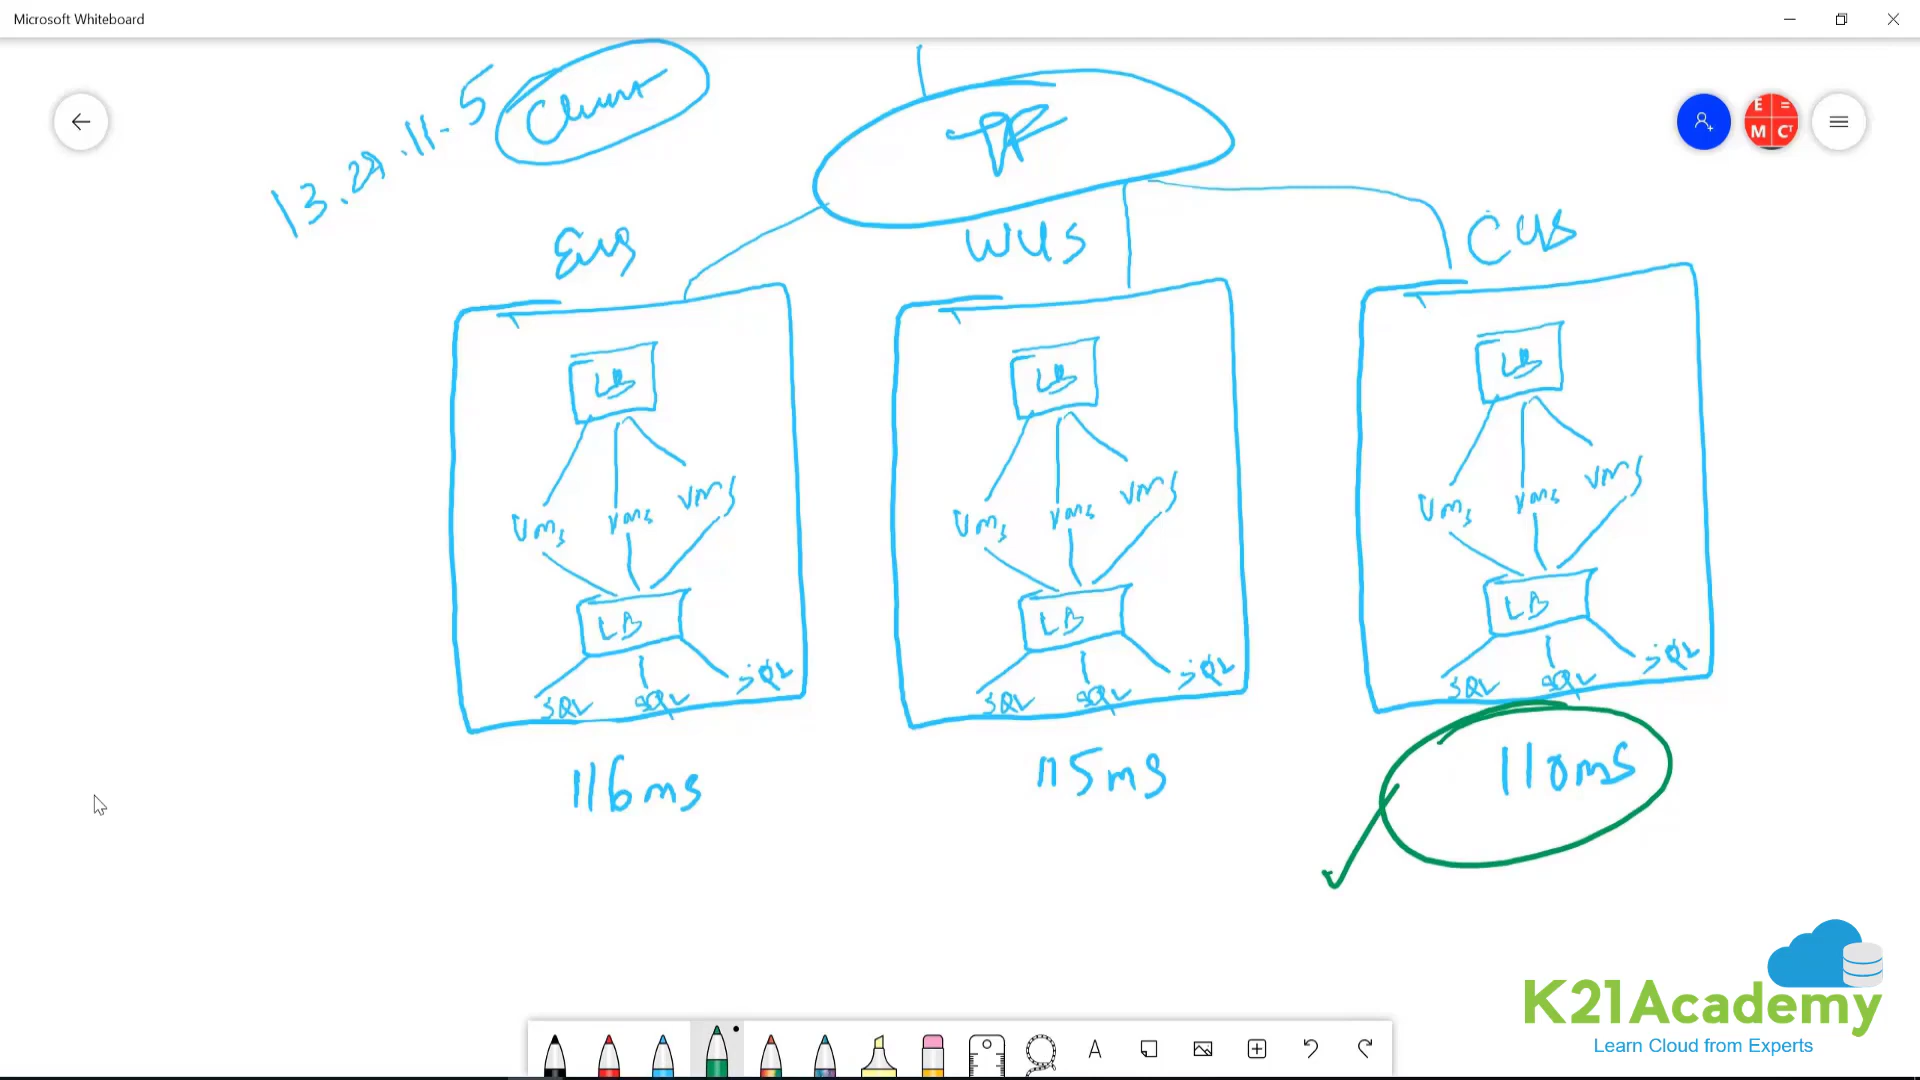 Microsoft Whiteboard
13.29.11.5
Client
E =
M C
EUS
WUS
CUS
LB
LB
LB
VMs VMs VMs
VMs VMs VMs
VMs VMs VMs
LB
LB
LB
SQL SQL SQL
SQL SQL SQL
SQL SQL SQL
116ms
115ms
110ms
K21Academy
Learn Cloud from Experts
A